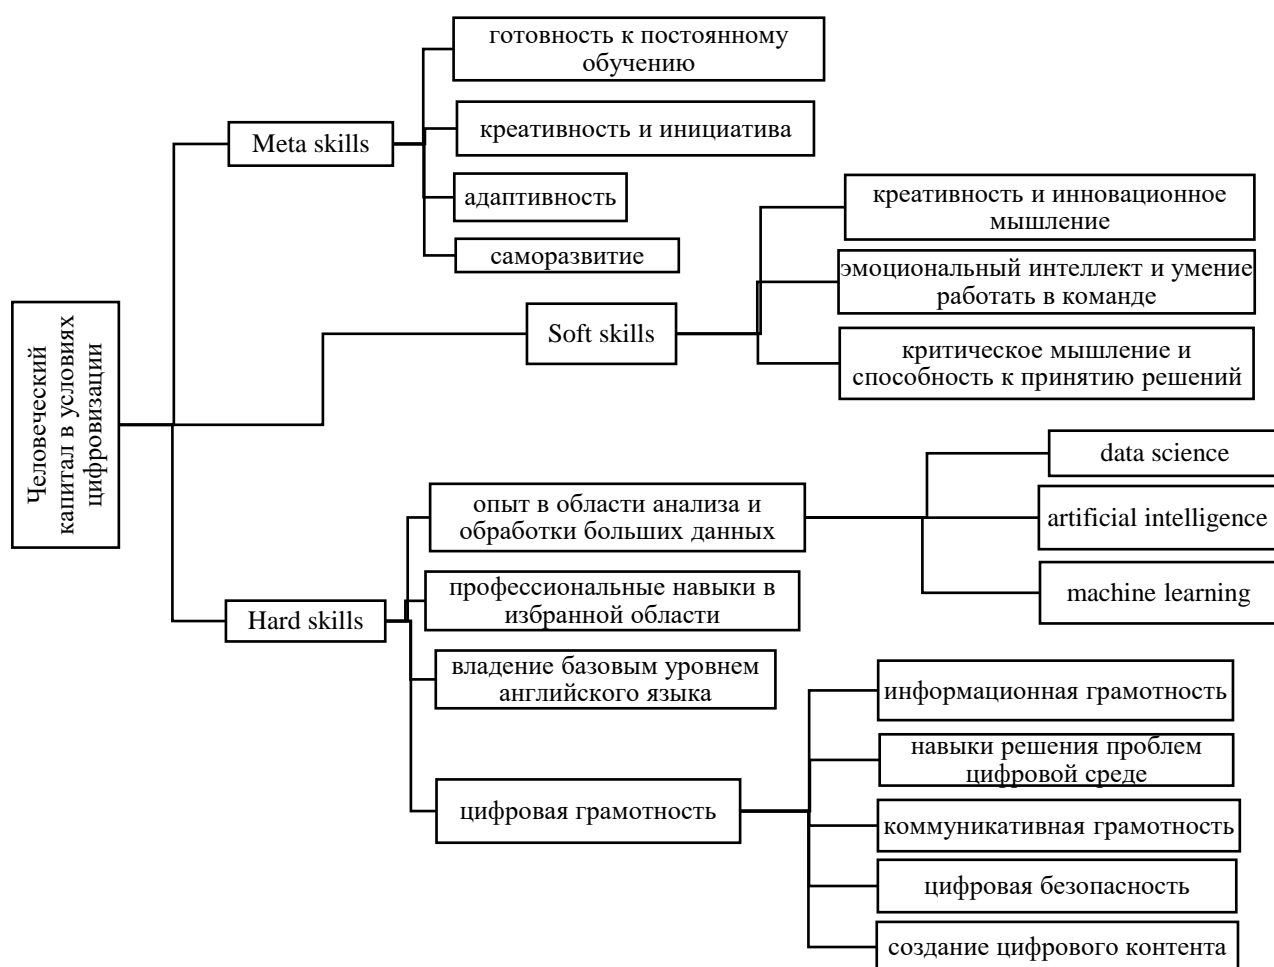 Человеческий
капитал в условиях
цифровизации
Meta skills
готовность к постоянному
обучению
креативность и инициатива
адаптивность
саморазвитие
Soft skills
креативность и инновационное
мышление
эмоциональный интеллект и умение
работать в команде
критическое мышление и
способность к принятию решений
Hard skills
опыт в области анализа и
обработки больших данных
data science
artificial intelligence
machine learning
профессиональные навыки в
избранной области
владение базовым уровнем
английского языка
цифровая грамотность
информационная грамотность
навыки решения проблем
цифровой среде
коммуникативная грамотность
цифровая безопасность
создание цифрового контента